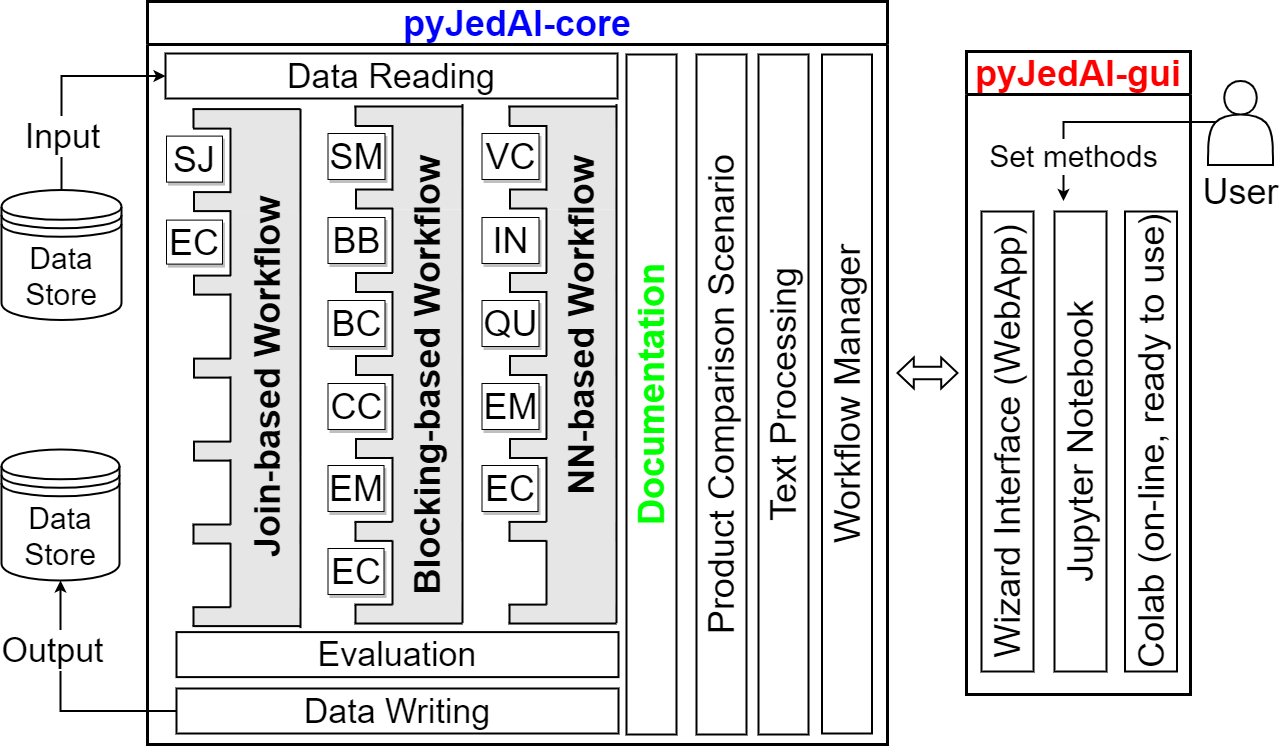 pyJedAI-core
Data Reading
Input
Data
Store
SJ
EC
Join-based Workflow
SM
BB
BC
CC
EM
EC
Blocking-based Workflow
VC
IN
QU
EM
EC
NN-based Workflow
Documentation
Product Comparison Scenario
Text Processing
Workflow Manager
Evaluation
Data Writing
Data
Store
Output
pyJedAI-gui
Set methods
User
Wizard Interface (WebApp)
Jupyter Notebook
Colab (on-line, ready to use)